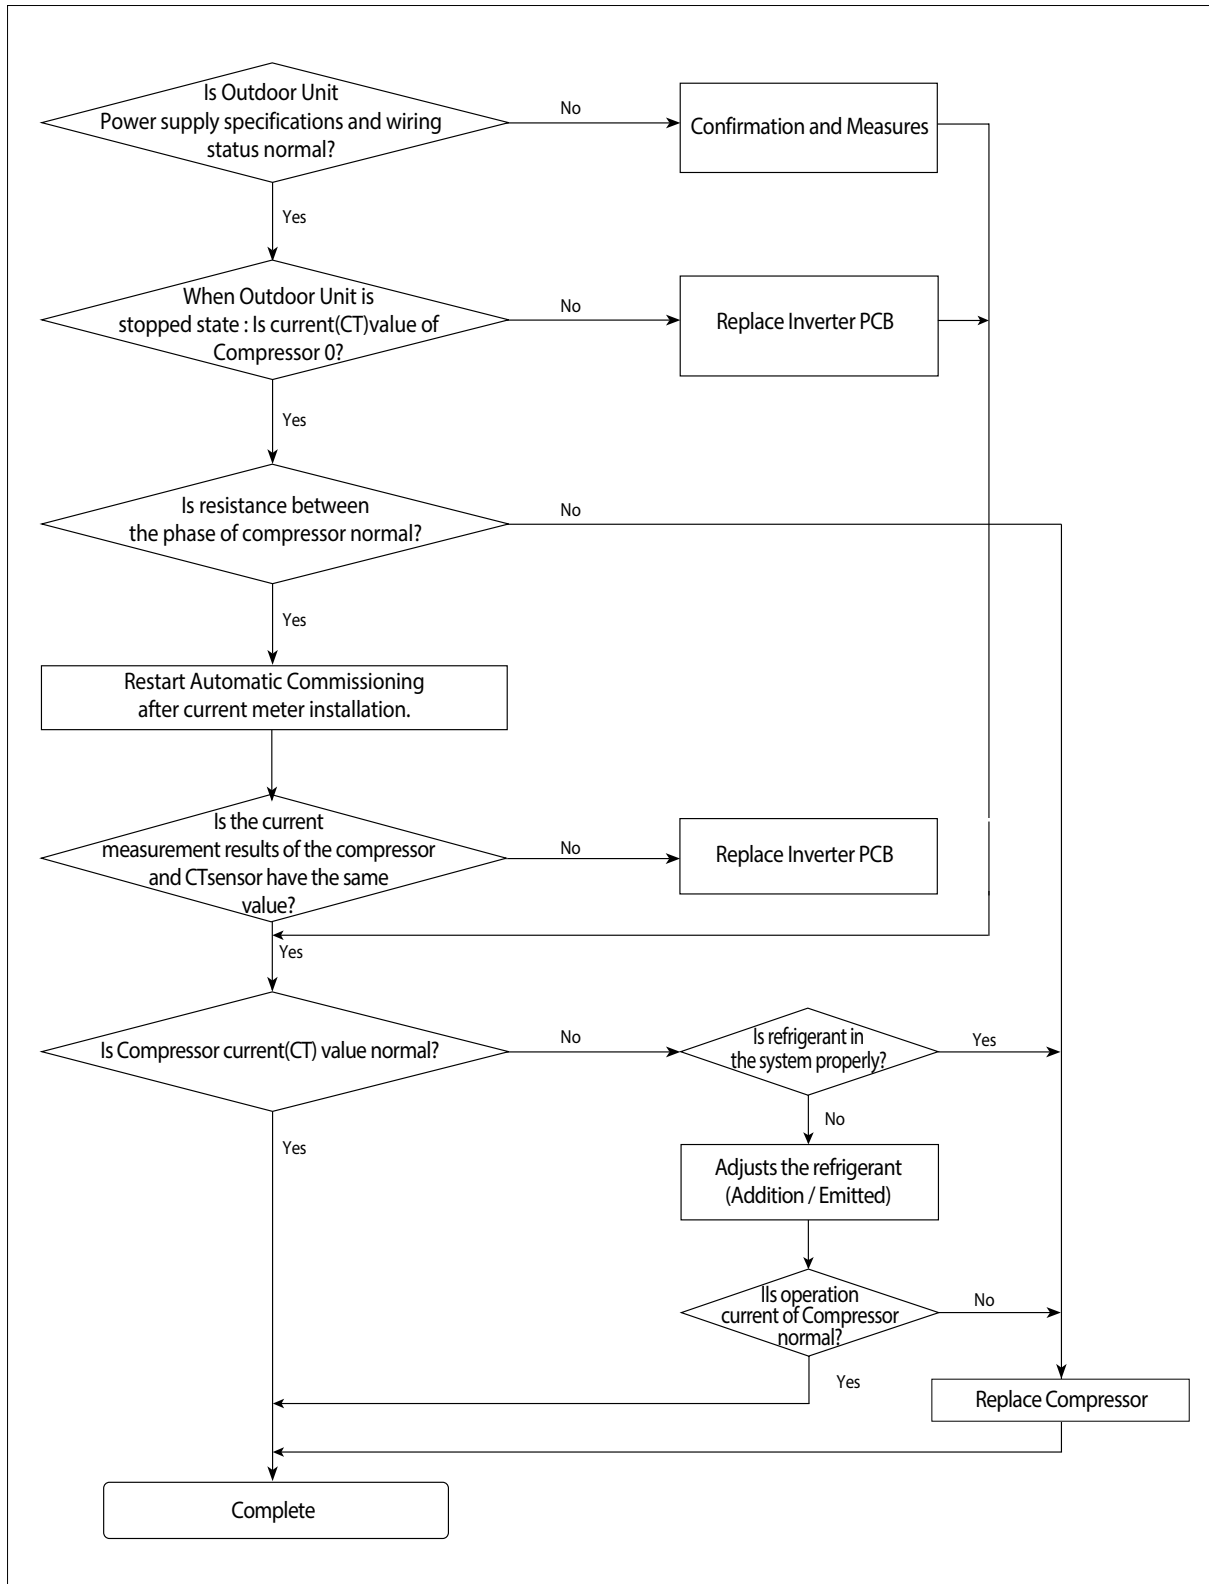 Is Outdoor Unit
Power supply specifications and wiring
status normal?
No
Confirmation and Measures
Yes
When Outdoor Unit is
stopped state : Is current(CT)value of
Compressor 0?
No
Replace Inverter PCB
Yes
Is resistance between
the phase of compressor normal?
No
Yes
Restart Automatic Commissioning
after current meter installation.
Is the current
measurement results of the compressor
and CTsensor have the same
value?
No
Replace Inverter PCB
Yes
Is Compressor current(CT) value normal?
No
Is refrigerant in
the system properly?
Yes
No
Yes
Adjusts the refrigerant
(Addition / Emitted)
IIs operation
current of Compressor
normal?
No
Yes
Replace Compressor
Complete